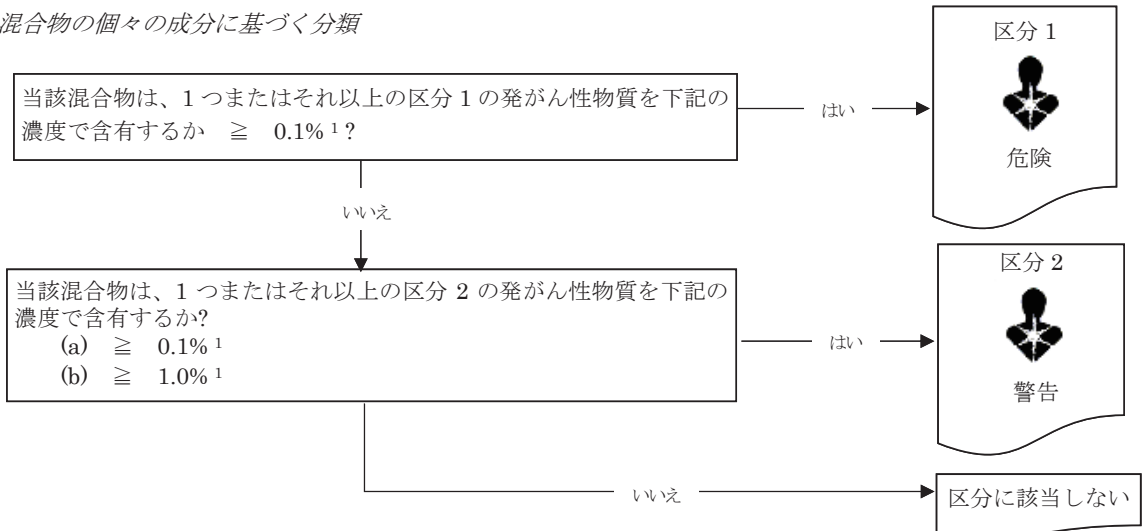 混合物の個々の成分に基づく分類
当該混合物は、1 つまたはそれ以上の区分 1 の発がん性物質を下記の
濃度で含有するか ≧ 0.1% ¹ ?
はい
区分 1
危険
いいえ
当該混合物は、1 つまたはそれ以上の区分 2 の発がん性物質を下記の
濃度で含有するか?
(a) ≧ 0.1% ¹
(b) ≧ 1.0% ¹
はい
区分 2
警告
いいえ
区分に該当しない